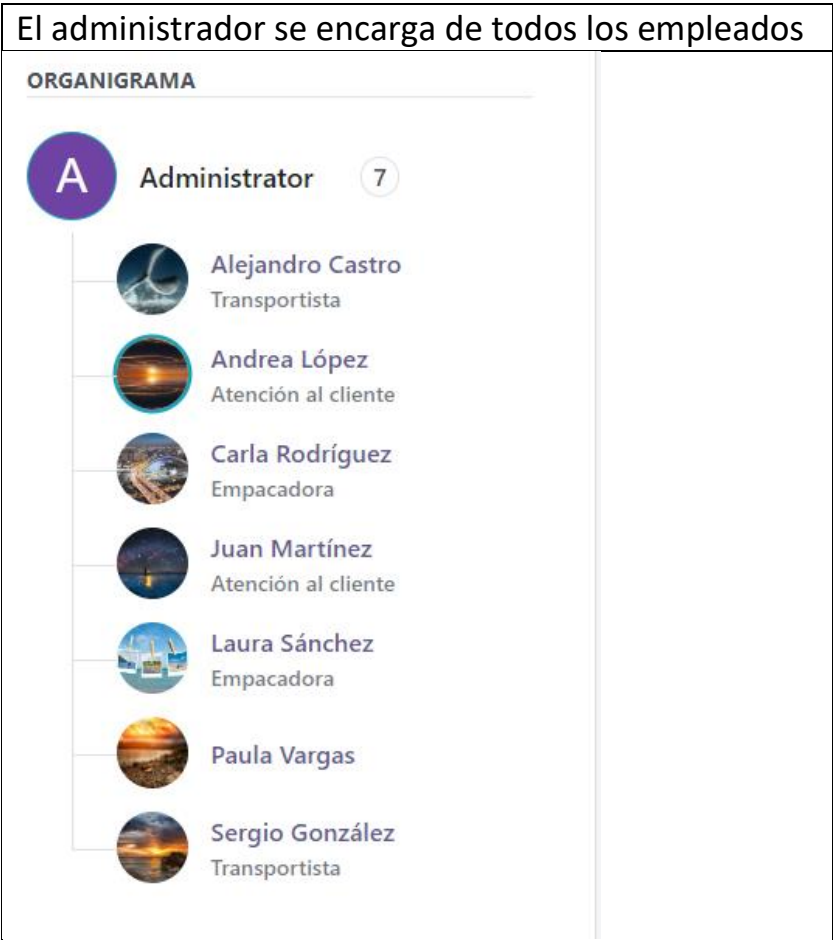 El administrador se encarga de todos los empleados
ORGANIGRAMA
A
Administrator 7
Alejandro Castro
Transportista
Andrea López
Atención al cliente
Carla Rodríguez
Empacadora
Juan Martínez
Atención al cliente
Laura Sánchez
Empacadora
Paula Vargas
Sergio González
Transportista